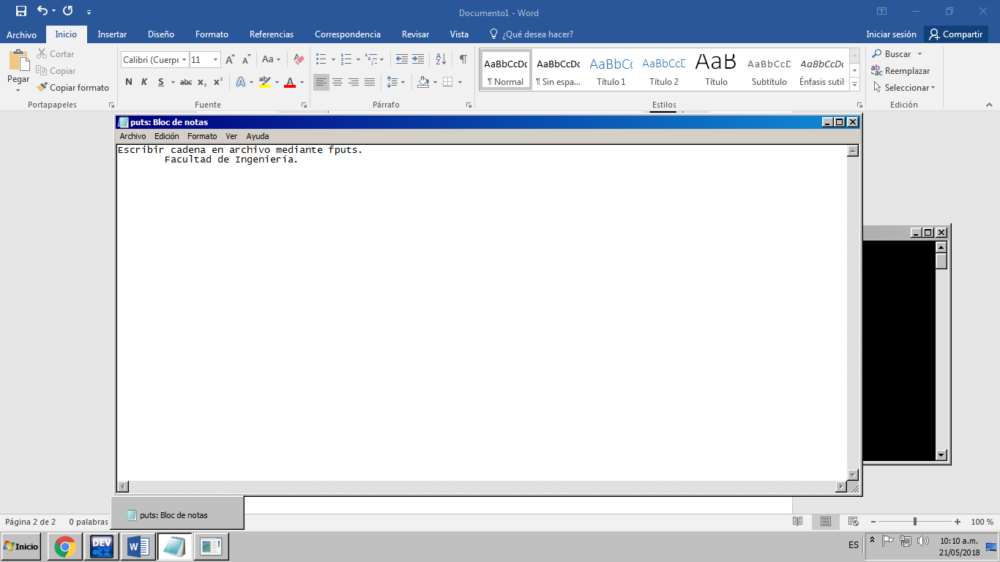 Documento1 - Word
Archivo Inicio Insertar Diseño Formato Referencias Correspondencia Revisar Vista ¿Qué desea hacer? Iniciar sesión Compartir
Pegar
Cortar
Copiar
Copiar formato
Portapapeles
Calibri (Cuerpo 11
N K S abc x₂ x²
Fuente
Párrafo
AaBbCcDc AaBbCcDc AaBbCc AaBbCcD AaB AaBbCcD AaBbCcDc
¶ Normal ¶ Sin espa... Título 1 Título 2 Título Subtítulo Énfasis sutil
Estilos
Buscar
Reemplazar
Seleccionar
Edición
puts: Bloc de notas
Archivo Edición Formato Ver Ayuda
Escribir cadena en archivo mediante fputs.
Facultad de Ingeniería.
puts: Bloc de notas
Página 2 de 2 0 palabras 100 %
Inicio DEV C++ ES 10:10 a.m.
21/05/2018